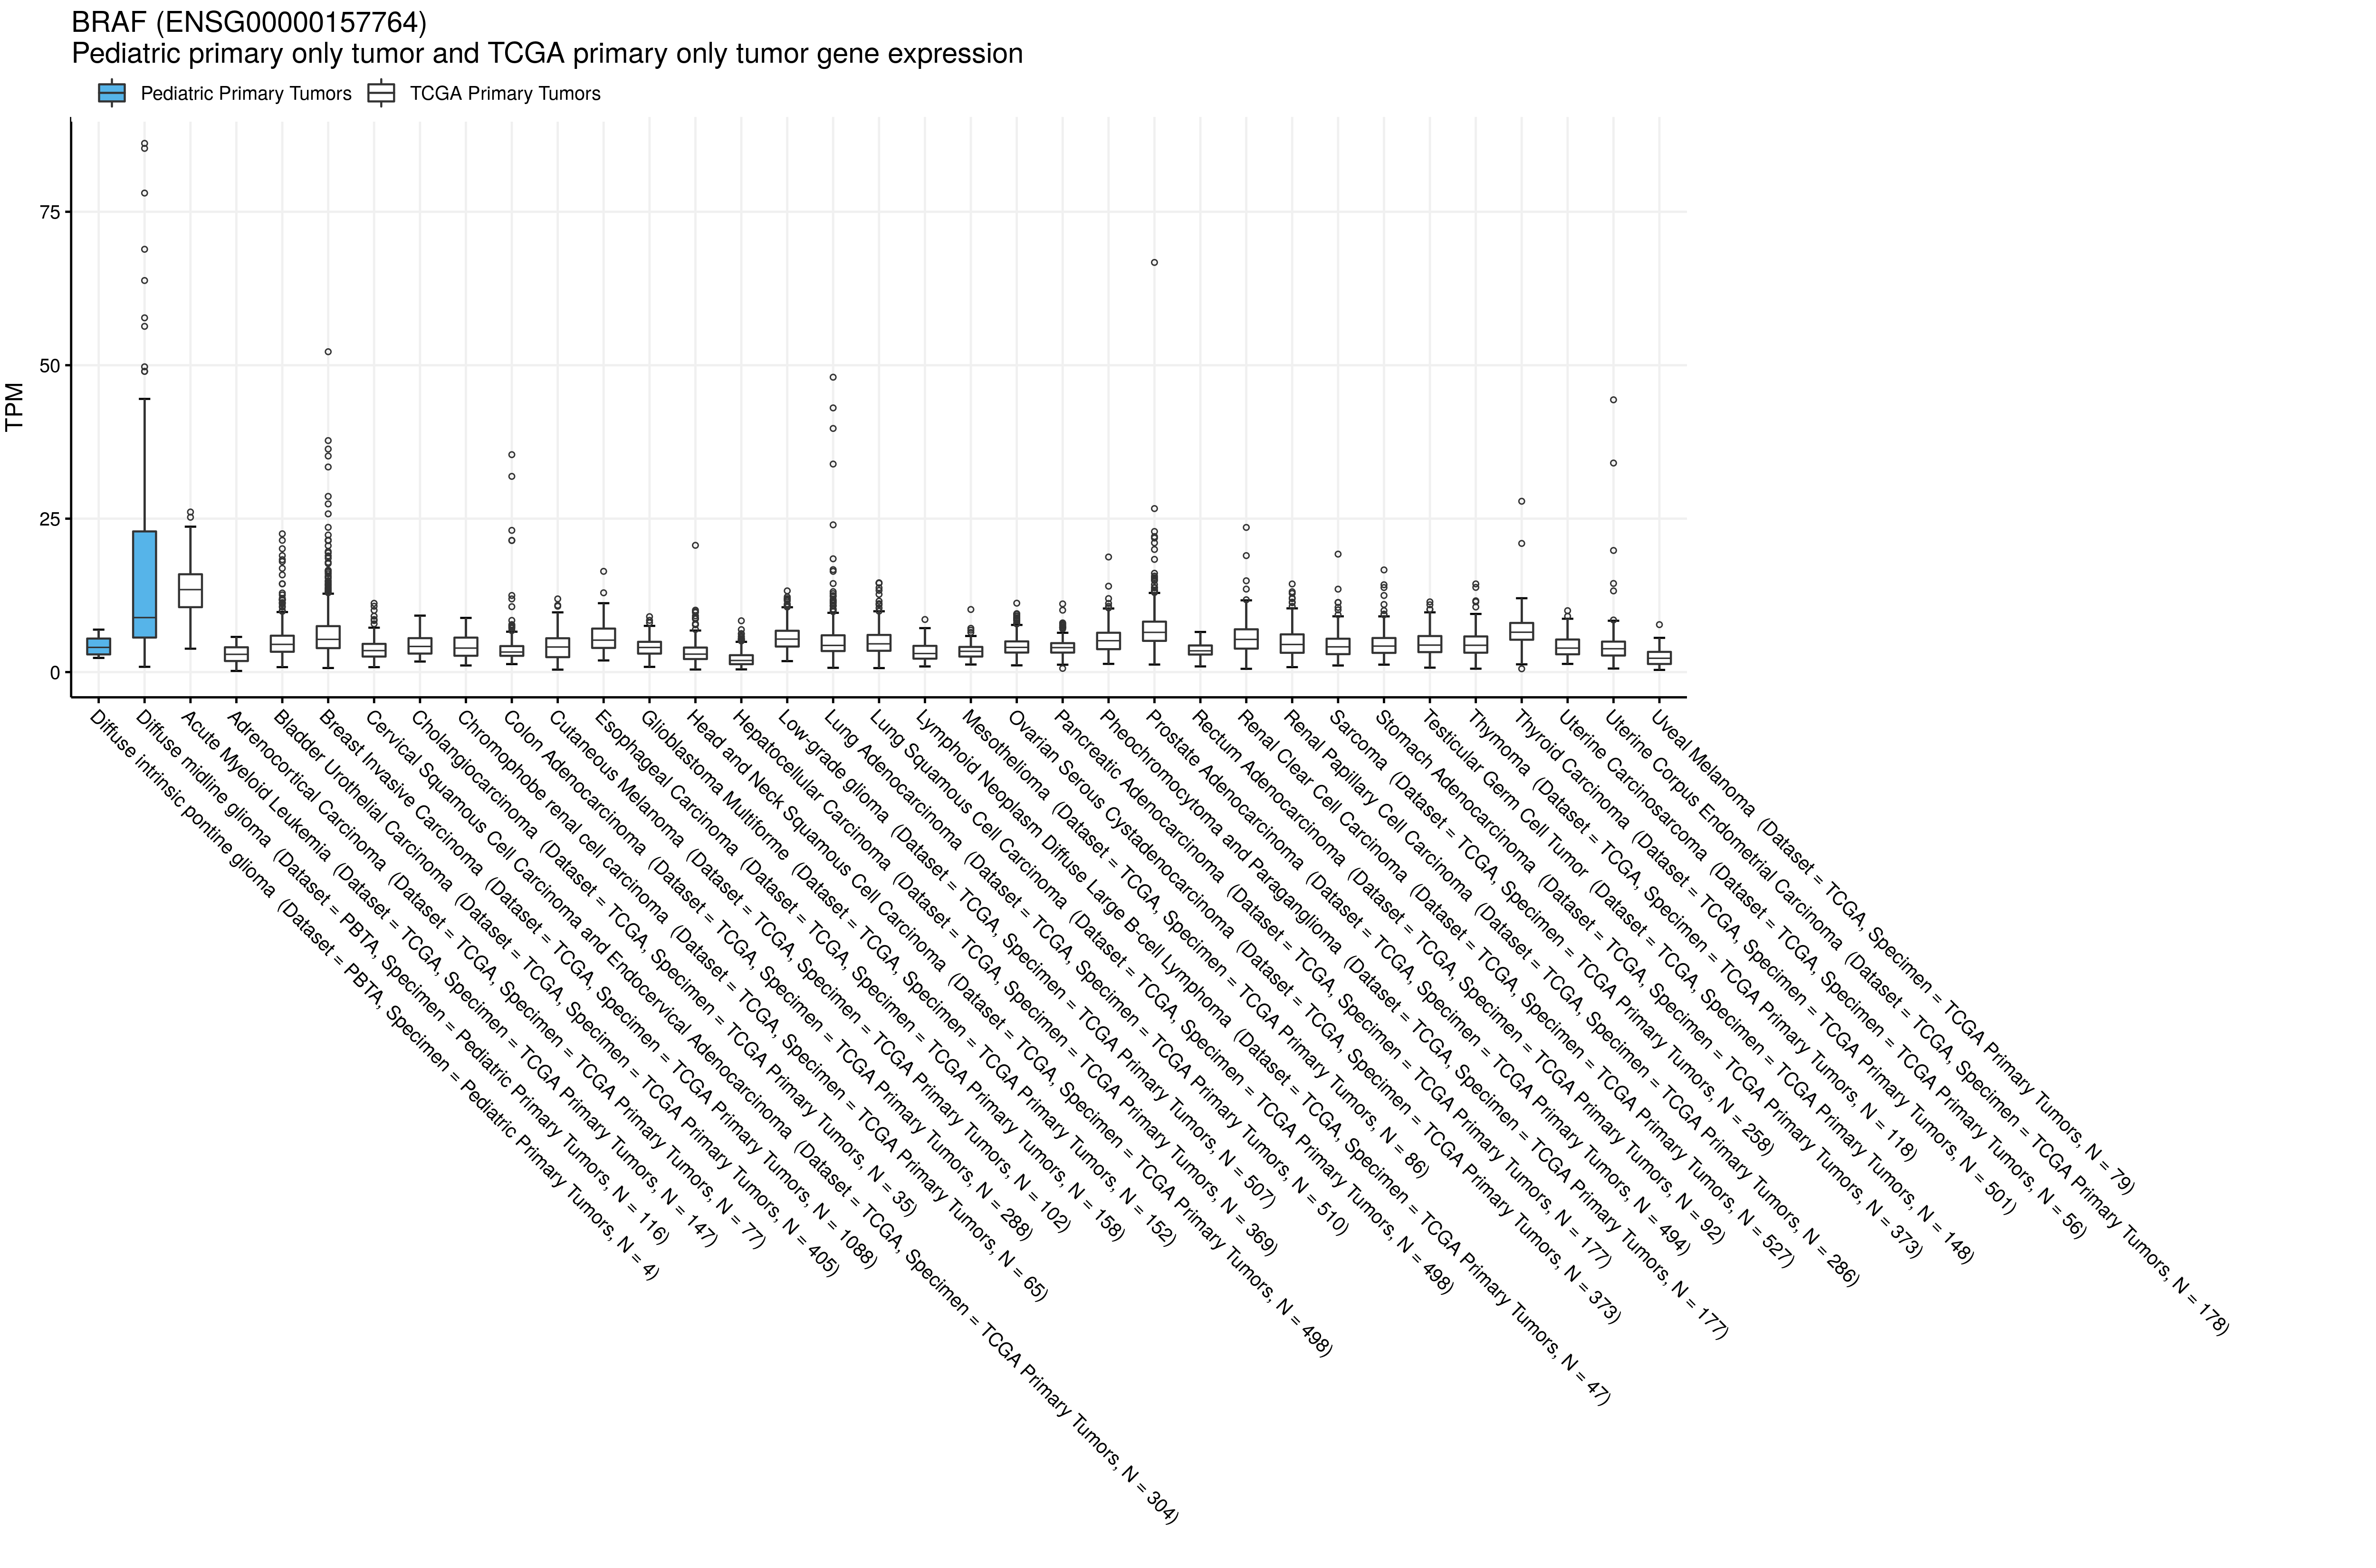 BRAF (ENSG00000157764)
Pediatric primary only tumor and TCGA primary only tumor gene expression
Pediatric Primary Tumors
TCGA Primary Tumors
TPM
75
50
25
0
Diffuse intrinsic pontine glioma (Dataset = PBTA, Specimen = Pediatric Primary Tumors, N = 4)
Diffuse midline glioma (Dataset = PBTA, Specimen = Pediatric Primary Tumors, N = 116)
Acute Myeloid Leukemia (Dataset = TCGA, Specimen = TCGA Primary Tumors, N = 147)
Adrenocortical Carcinoma (Dataset = TCGA, Specimen = TCGA Primary Tumors, N = 77)
Bladder Urothelial Carcinoma (Dataset = TCGA, Specimen = TCGA Primary Tumors, N = 405)
Breast Invasive Carcinoma (Dataset = TCGA, Specimen = TCGA Primary Tumors, N = 1088)
Cervical Squamous Cell Carcinoma and Endocervical Adenocarcinoma (Dataset = TCGA, Specimen = TCGA Primary Tumors, N = 304)
Cholangiocarcinoma (Dataset = TCGA, Specimen = TCGA Primary Tumors, N = 35)
Chromophobe renal cell carcinoma (Dataset = TCGA, Specimen = TCGA Primary Tumors, N = 65)
Colon Adenocarcinoma (Dataset = TCGA, Specimen = TCGA Primary Tumors, N = 288)
Cutaneous Melanoma (Dataset = TCGA, Specimen = TCGA Primary Tumors, N = 102)
Esophageal Carcinoma (Dataset = TCGA, Specimen = TCGA Primary Tumors, N = 158)
Glioblastoma Multiforme (Dataset = TCGA, Specimen = TCGA Primary Tumors, N = 152)
Head and Neck Squamous Cell Carcinoma (Dataset = TCGA, Specimen = TCGA Primary Tumors, N = 498)
Hepatocellular Carcinoma (Dataset = TCGA, Specimen = TCGA Primary Tumors, N = 369)
Low-grade glioma (Dataset = TCGA, Specimen = TCGA Primary Tumors, N = 507)
Lung Adenocarcinoma (Dataset = TCGA, Specimen = TCGA Primary Tumors, N = 510)
Lung Squamous Cell Carcinoma (Dataset = TCGA, Specimen = TCGA Primary Tumors, N = 498)
Lymphoid Neoplasm Diffuse Large B-cell Lymphoma (Dataset = TCGA, Specimen = TCGA Primary Tumors, N = 47)
Mesothelioma (Dataset = TCGA, Specimen = TCGA Primary Tumors, N = 86)
Ovarian Serous Cystadenocarcinoma (Dataset = TCGA, Specimen = TCGA Primary Tumors, N = 373)
Pancreatic Adenocarcinoma (Dataset = TCGA, Specimen = TCGA Primary Tumors, N = 177)
Pheochromocytoma and Paraganglioma (Dataset = TCGA, Specimen = TCGA Primary Tumors, N = 177)
Prostate Adenocarcinoma (Dataset = TCGA, Specimen = TCGA Primary Tumors, N = 494)
Rectum Adenocarcinoma (Dataset = TCGA, Specimen = TCGA Primary Tumors, N = 92)
Renal Clear Cell Carcinoma (Dataset = TCGA, Specimen = TCGA Primary Tumors, N = 527)
Renal Papillary Cell Carcinoma (Dataset = TCGA, Specimen = TCGA Primary Tumors, N = 286)
Sarcoma (Dataset = TCGA, Specimen = TCGA Primary Tumors, N = 258)
Stomach Adenocarcinoma (Dataset = TCGA, Specimen = TCGA Primary Tumors, N = 373)
Testicular Germ Cell Tumor (Dataset = TCGA, Specimen = TCGA Primary Tumors, N = 148)
Thymoma (Dataset = TCGA, Specimen = TCGA Primary Tumors, N = 118)
Thyroid Carcinoma (Dataset = TCGA, Specimen = TCGA Primary Tumors, N = 501)
Uterine Carcinosarcoma (Dataset = TCGA, Specimen = TCGA Primary Tumors, N = 56)
Uterine Corpus Endometrial Carcinoma (Dataset = TCGA, Specimen = TCGA Primary Tumors, N = 178)
Uveal Melanoma (Dataset = TCGA, Specimen = TCGA Primary Tumors, N = 79)